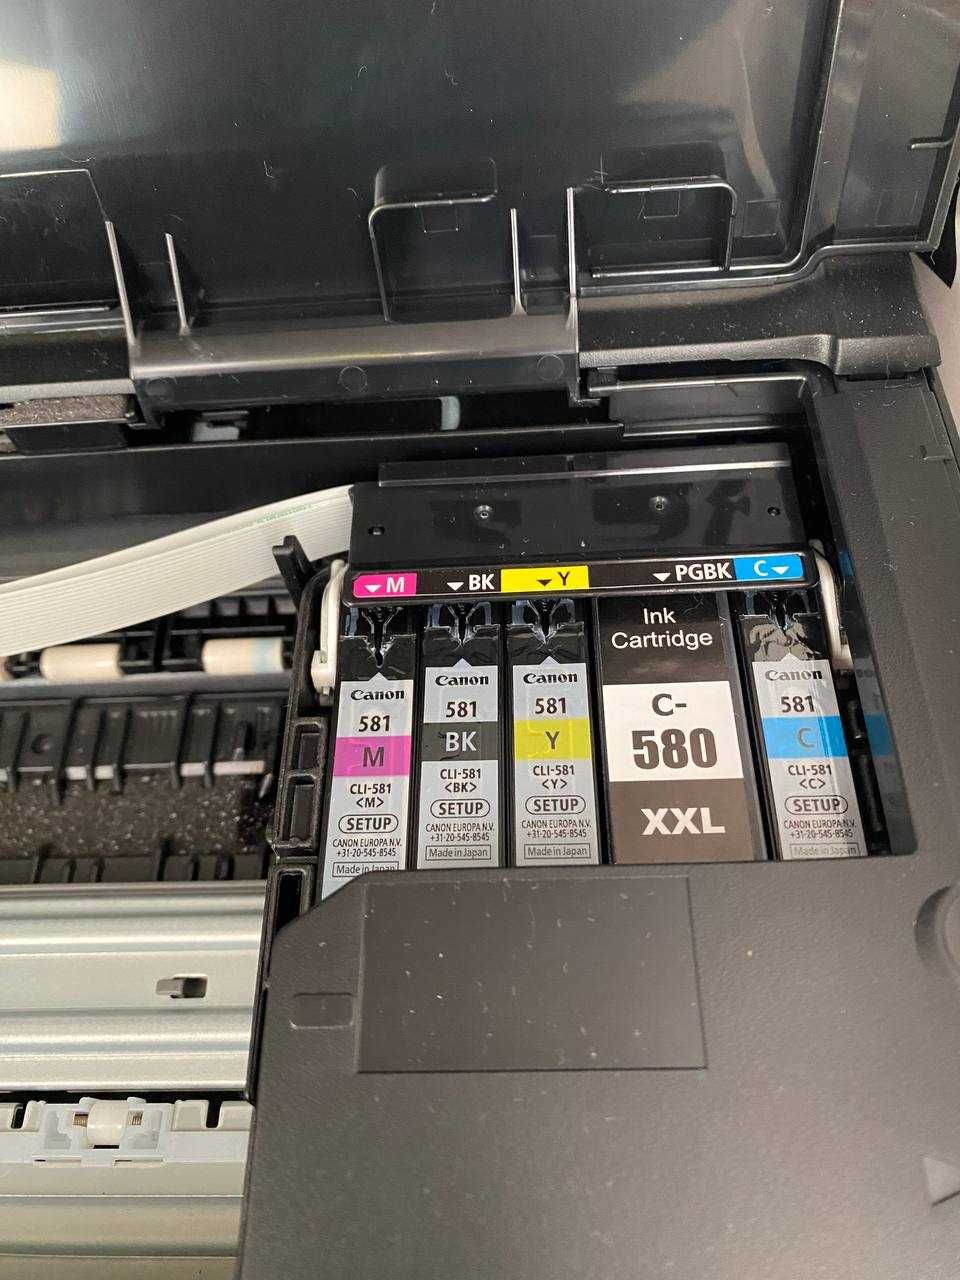 M
BK
Y
PGBK
C
Canon
581
M
CLI-581
<M>
SETUP
CANON EUROPA N.V.
+31-20-545-8545
Made in Japan
Canon
581
BK
CLI-581
<BK>
SETUP
CANON EUROPA N.V.
+31-20-545-8545
Made in Japan
Canon
581
Y
CLI-581
<Y>
SETUP
CANON EUROPA N.V.
+31-20-545-8545
Made in Japan
Ink
Cartridge
C-
580
XXL
Canon
581
C
CLI-581
<C>
SETUP
CANON EUROPA N.V.
+31-20-545-8545
Made in Japan